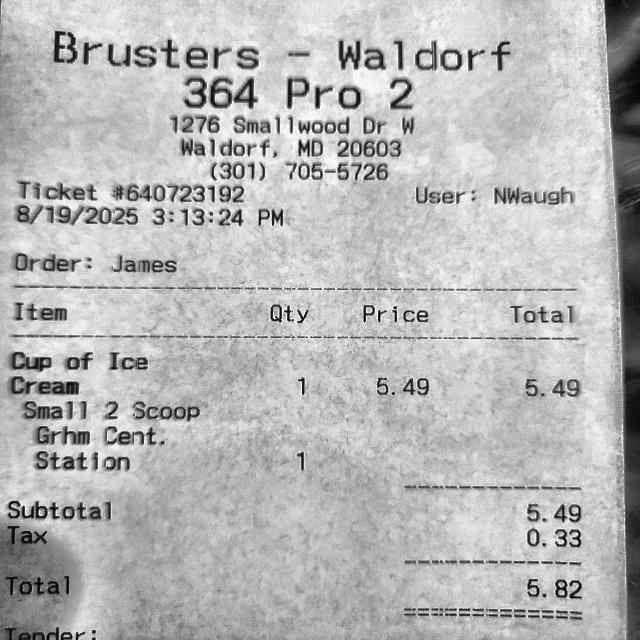 Brusters - Waldorf
364 Pro 2
1276 Smallwood Dr W
Waldorf, MD 20603
(301) 705-5726
Ticket #640723192 User: NWaugh
8/19/2025 3:13:24 PM
Order: James
Item Qty Price Total
Cup of Ice
Cream 1 5.49 5.49
Small 2 Scoop
Grhm Cent.
Station 1
Subtotal 5.49
Tax 0.33
Total 5.82
Tender: